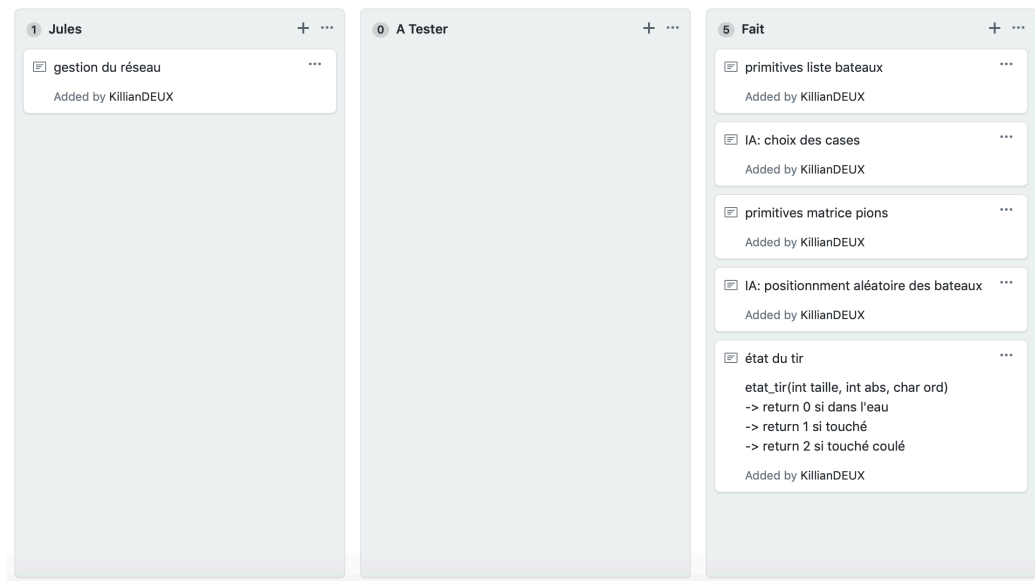 1 Jules
gestion du réseau
Added by KillianDEUX
0 A Tester
5 Fait
primitives liste bateaux
Added by KillianDEUX
IA: choix des cases
Added by KillianDEUX
primitives matrice pions
Added by KillianDEUX
IA: positionnment aléatoire des bateaux
Added by KillianDEUX
état du tir
etat_tir(int taille, int abs, char ord)
-> return 0 si dans l'eau
-> return 1 si touché
-> return 2 si touché coulé
Added by KillianDEUX